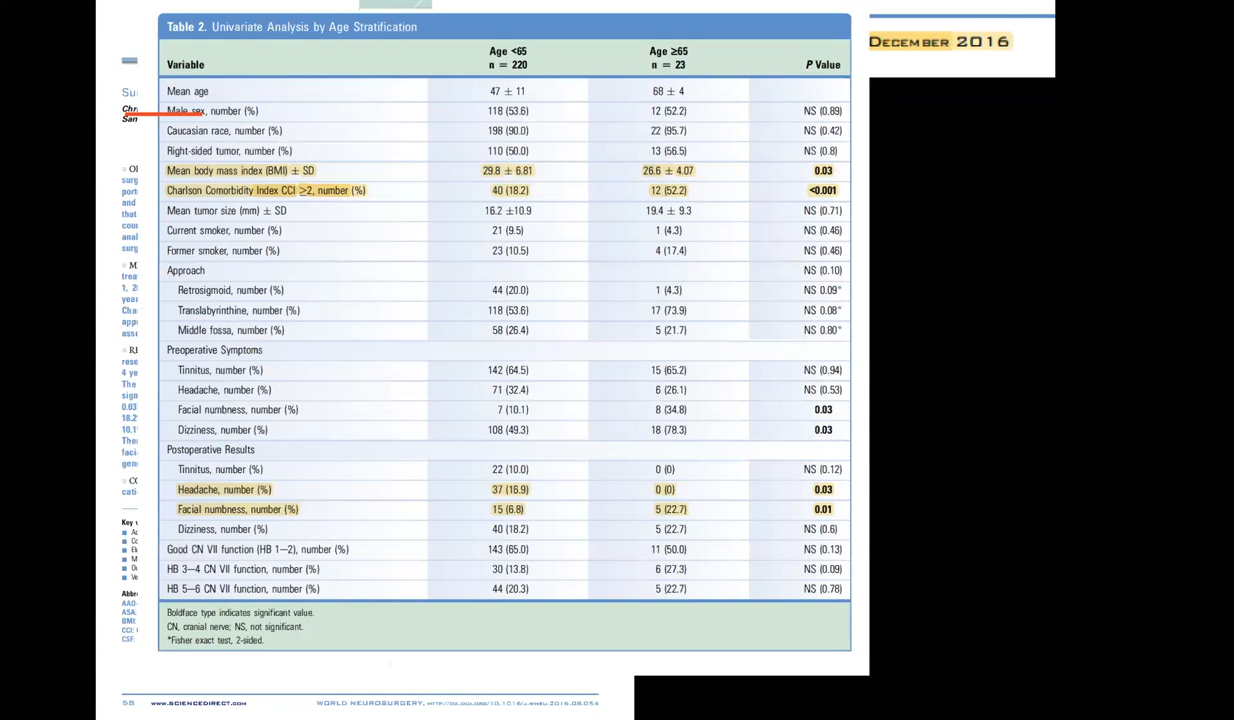 Table 2. Univariate Analysis by Age Stratification
DECEMBER 2016
Variable Age <65 n = 220 Age ≥65 n = 23 P Value
Mean age 47 ± 11 68 ± 4
Male sex, number (%) 118 (53.6) 12 (52.2) NS (0.89)
Caucasian race, number (%) 198 (90.0) 22 (95.7) NS (0.42)
Right-sided tumor, number (%) 110 (50.0) 13 (56.5) NS (0.8)
Mean body mass index (BMI) ± SD 29.8 ± 6.81 26.6 ± 4.07 0.03
Charlson Comorbidity Index CCI ≥2, number (%) 40 (18.2) 12 (52.2) <0.001
Mean tumor size (mm) ± SD 16.2 ±10.9 19.4 ± 9.3 NS (0.71)
Current smoker, number (%) 21 (9.5) 1 (4.3) NS (0.46)
Former smoker, number (%) 23 (10.5) 4 (17.4) NS (0.46)
Approach NS (0.10)
Retrosigmoid, number (%) 44 (20.0) 1 (4.3) NS 0.09*
Translabyrinthine, number (%) 118 (53.6) 17 (73.9) NS 0.08*
Middle fossa, number (%) 58 (26.4) 5 (21.7) NS 0.80*
Preoperative Symptoms
Tinnitus, number (%) 142 (64.5) 15 (65.2) NS (0.94)
Headache, number (%) 71 (32.4) 6 (26.1) NS (0.53)
Facial numbness, number (%) 7 (10.1) 8 (34.8) 0.03
Dizziness, number (%) 108 (49.3) 18 (78.3) 0.03
Postoperative Results
Tinnitus, number (%) 22 (10.0) 0 (0) NS (0.12)
Headache, number (%) 37 (16.9) 0 (0) 0.03
Facial numbness, number (%) 15 (6.8) 5 (22.7) 0.01
Dizziness, number (%) 40 (18.2) 5 (22.7) NS (0.6)
Good CN VII function (HB 1–2), number (%) 143 (65.0) 11 (50.0) NS (0.13)
HB 3–4 CN VII function, number (%) 30 (13.8) 6 (27.3) NS (0.09)
HB 5–6 CN VII function, number (%) 44 (20.3) 5 (22.7) NS (0.78)
Boldface type indicates significant value.
CN, cranial nerve; NS, not significant.
*Fisher exact test, 2-sided.
58 www.SCIENCEDIRECT.com WORLD NEUROSURGERY, HTTP://DX.DOI.ORG/10.1016/J.WNEU.2016.08.054